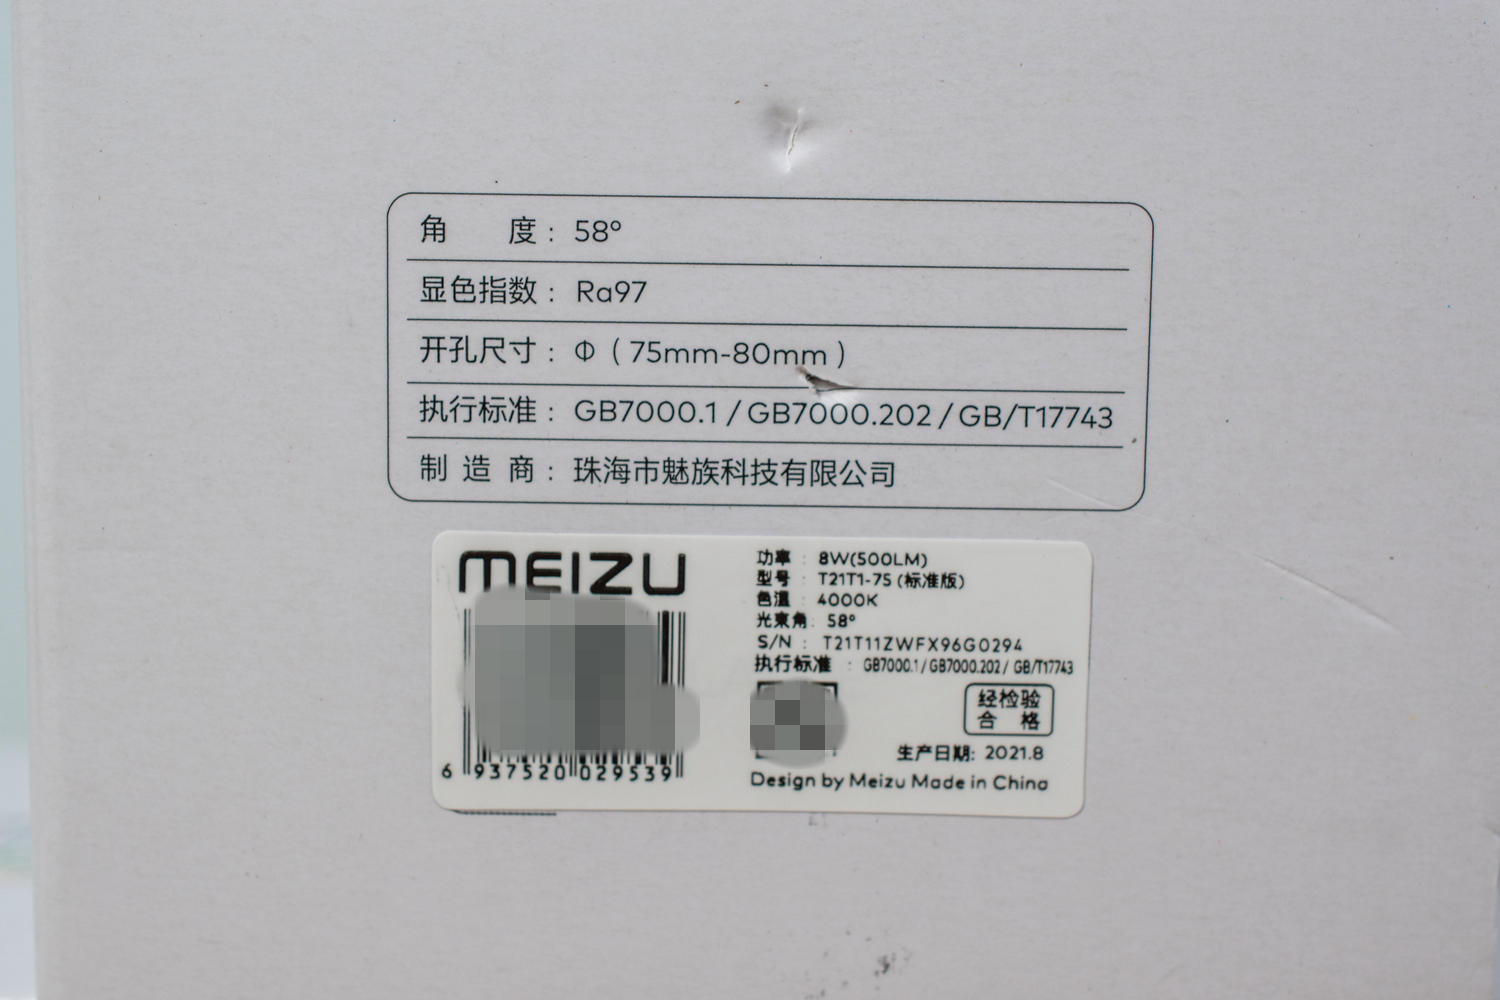 角 度：58°
显色指数：Ra97
开孔尺寸：Φ（75mm-80mm）
执行标准：GB7000.1 / GB7000.202 / GB/T17743
制 造 商：珠海市魅族科技有限公司
MEIZU
6 937520 029539
功率：8W(500LM)
型号：T21T1-75 (标准版)
色温：4000K
光束角：58°
S/N：T21T11ZWFX96G0294
执行标准：GB7000.1 / GB7000.202 / GB/T17743
经检验
合 格
生产日期: 2021.8
Design by Meizu Made in China